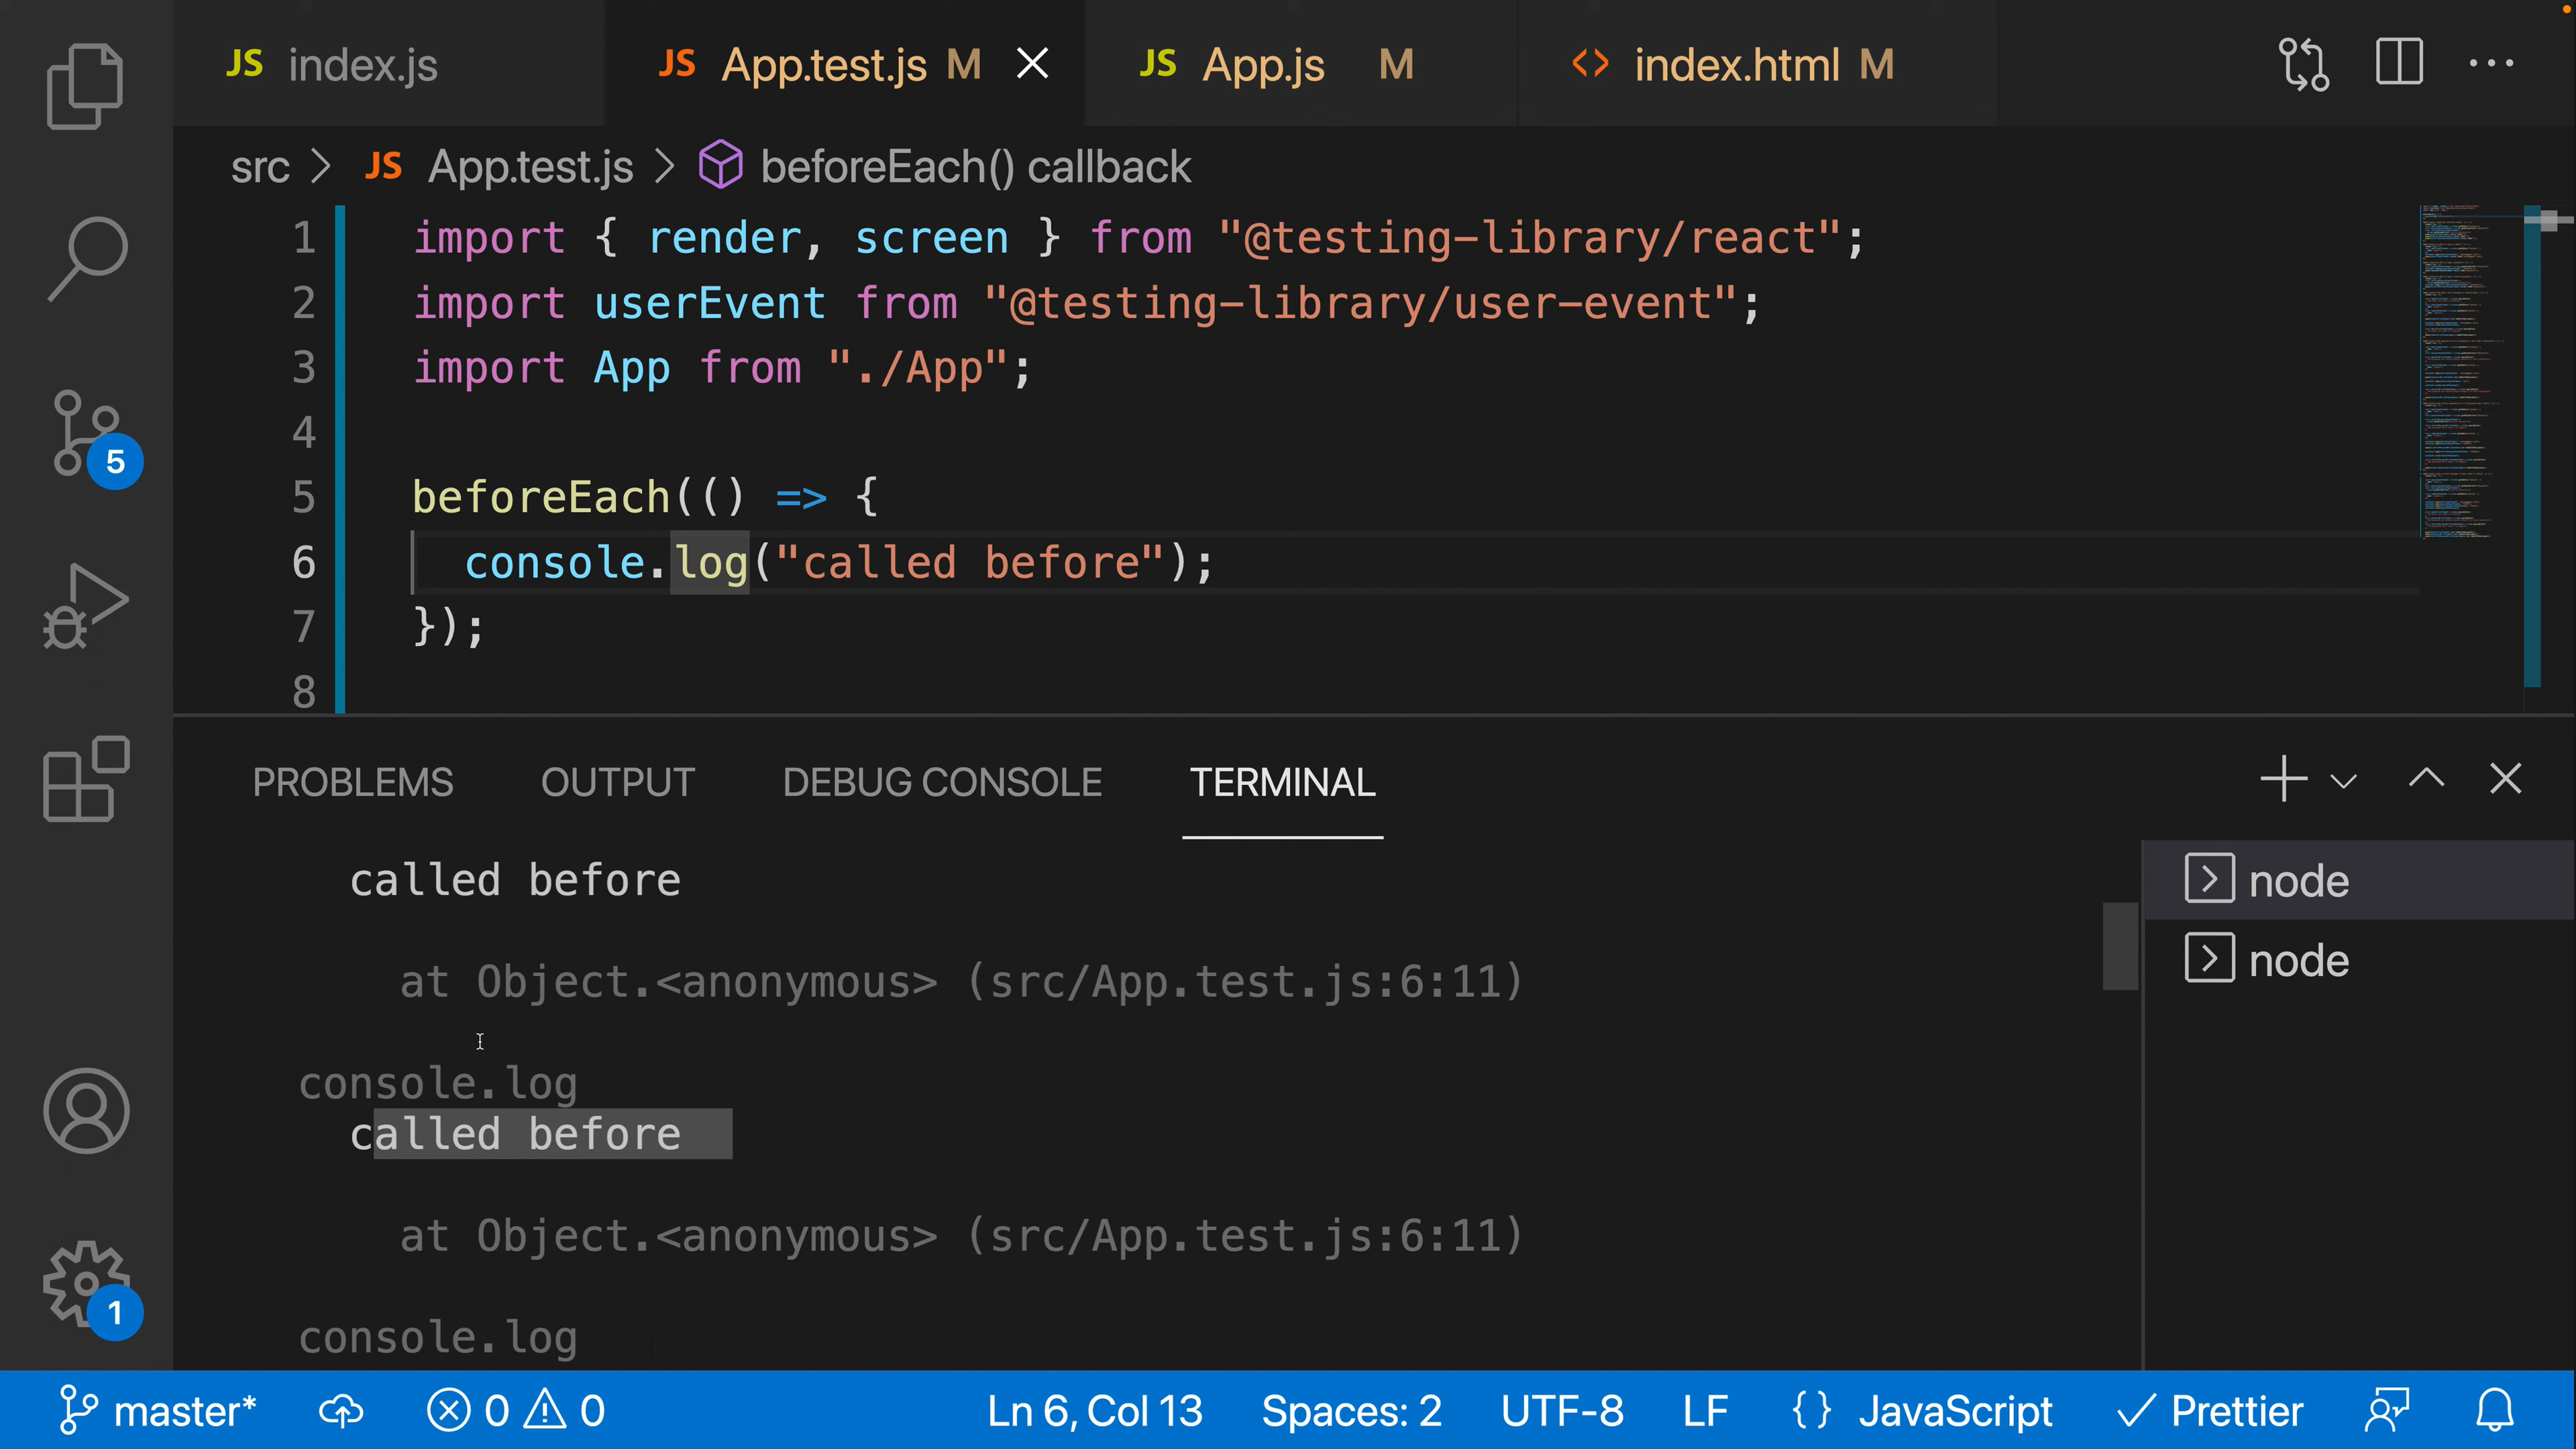 JS index.js
JS App.test.js M
JS App.js M
<> index.html M
src > JS App.test.js > beforeEach() callback
1 import { render, screen } from "@testing-library/react";
2 import userEvent from "@testing-library/user-event";
3 import App from "./App";
4
5 beforeEach(() => {
6 console.log("called before");
7 });
8
5
PROBLEMS OUTPUT DEBUG CONSOLE TERMINAL
called before
at Object.<anonymous> (src/App.test.js:6:11)
console.log
called before
at Object.<anonymous> (src/App.test.js:6:11)
console.log
node
node
1
master* 0 0 Ln 6, Col 13 Spaces: 2 UTF-8 LF {} JavaScript Prettier